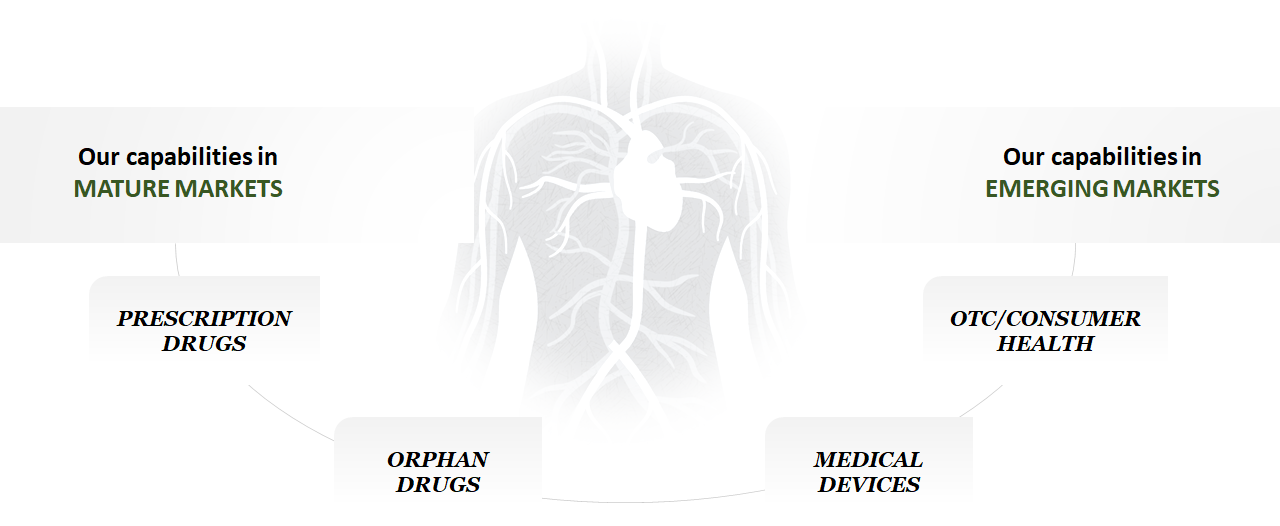 Our capabilities in
MATURE MARKETS
Our capabilities in
EMERGING MARKETS
PRESCRIPTION
DRUGS
OTC/CONSUMER
HEALTH
ORPHAN
DRUGS
MEDICAL
DEVICES